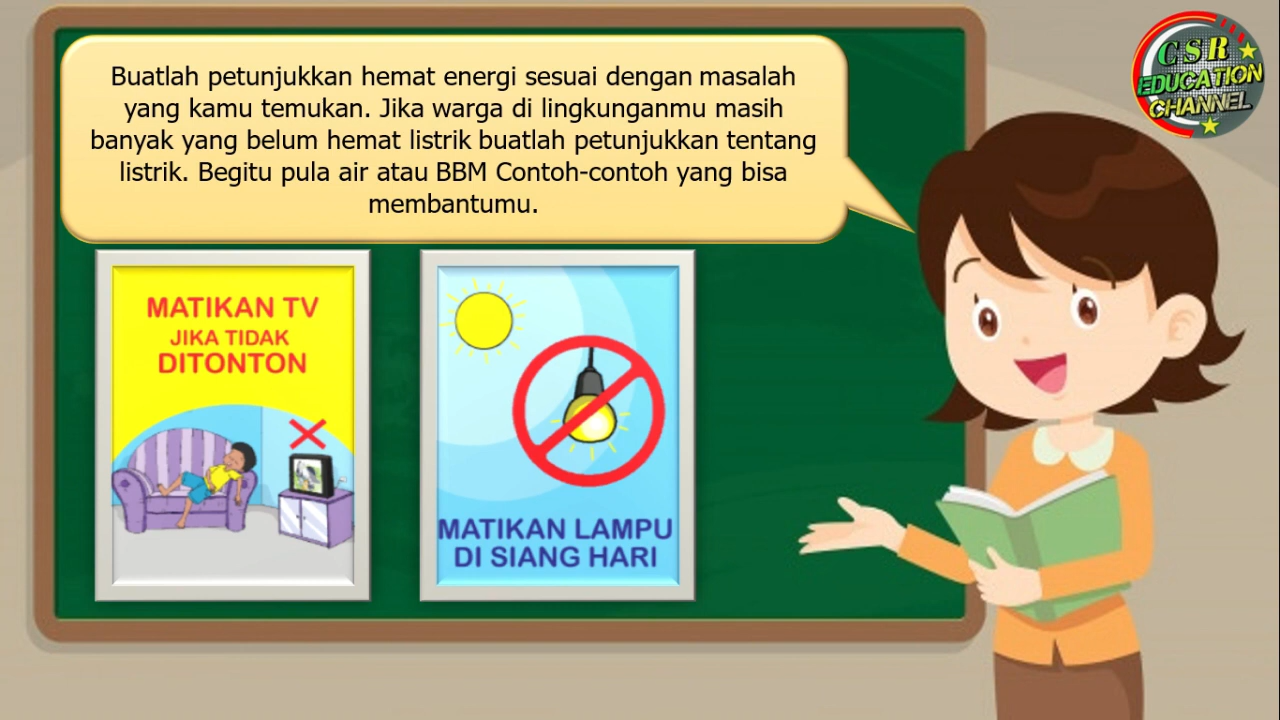 Buatlah petunjukkan hemat energi sesuai dengan masalah
yang kamu temukan. Jika warga di lingkunganmu masih
banyak yang belum hemat listrik buatlah petunjukkan tentang
listrik. Begitu pula air atau BBM Contoh-contoh yang bisa
membantumu.
MATIKAN TV
JIKA TIDAK
DITONTON
MATIKAN LAMPU
DI SIANG HARI
CSR
EDUCATION
CHANNEL